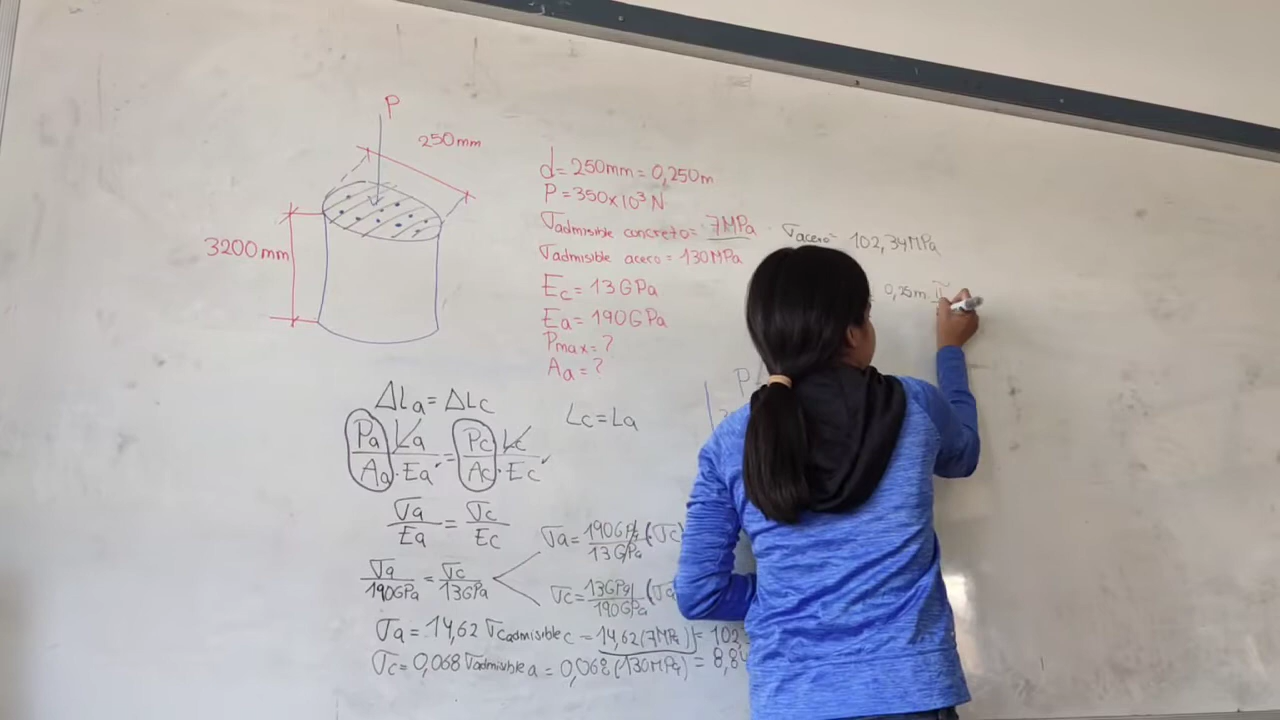 P
250mm
3200mm
d= 250mm = 0,250m
P = 350x10³ N
σadmisible concreto= 7MPa
σadmisible acero = 130MPa
Ec = 13GPa
Ea = 190GPa
Pmax = ?
Aa = ?
σacero= 102,34MPa
0,25m π
P
ΔLa = ΔLc
Lc = La
Pa La / Aa · Ea = Pc Lc / Ac · Ec
σa / Ea = σc / Ec
σa / 190GPa = σc / 13GPa
σa = 190GPa / 13GPa (σc)
σc = 13GPa / 190GPa (σa
σa = 14,62 σcadmisible c = 14,62(7MPa) = 102
σc = 0,068 σadmisible a = 0,068(130MPa) = 8,8